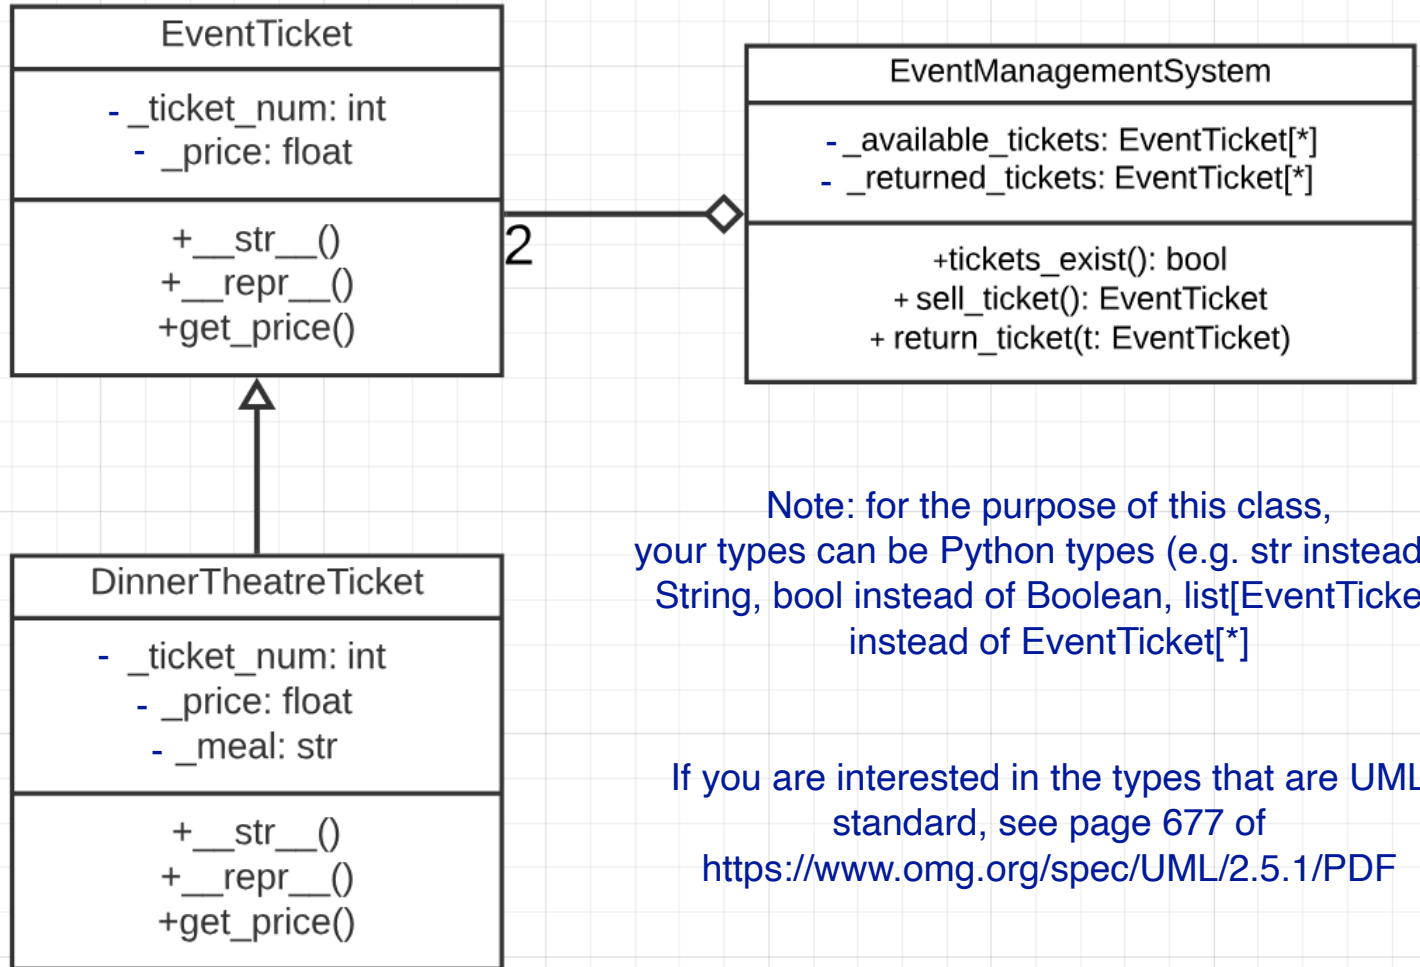 EventTicket
- _ticket_num: int
- _price: float
+__str__()
+__repr__()
+get_price()
2
EventManagementSystem
- _available_tickets: EventTicket[*]
- _returned_tickets: EventTicket[*]
+tickets_exist(): bool
+ sell_ticket(): EventTicket
+ return_ticket(t: EventTicket)
DinnerTheatreTicket
- _ticket_num: int
- _price: float
- _meal: str
+__str__()
+__repr__()
+get_price()
Note: for the purpose of this class,
your types can be Python types (e.g. str instead
String, bool instead of Boolean, list[EventTicke
instead of EventTicket[*]
If you are interested in the types that are UML
standard, see page 677 of
https://www.omg.org/spec/UML/2.5.1/PDF